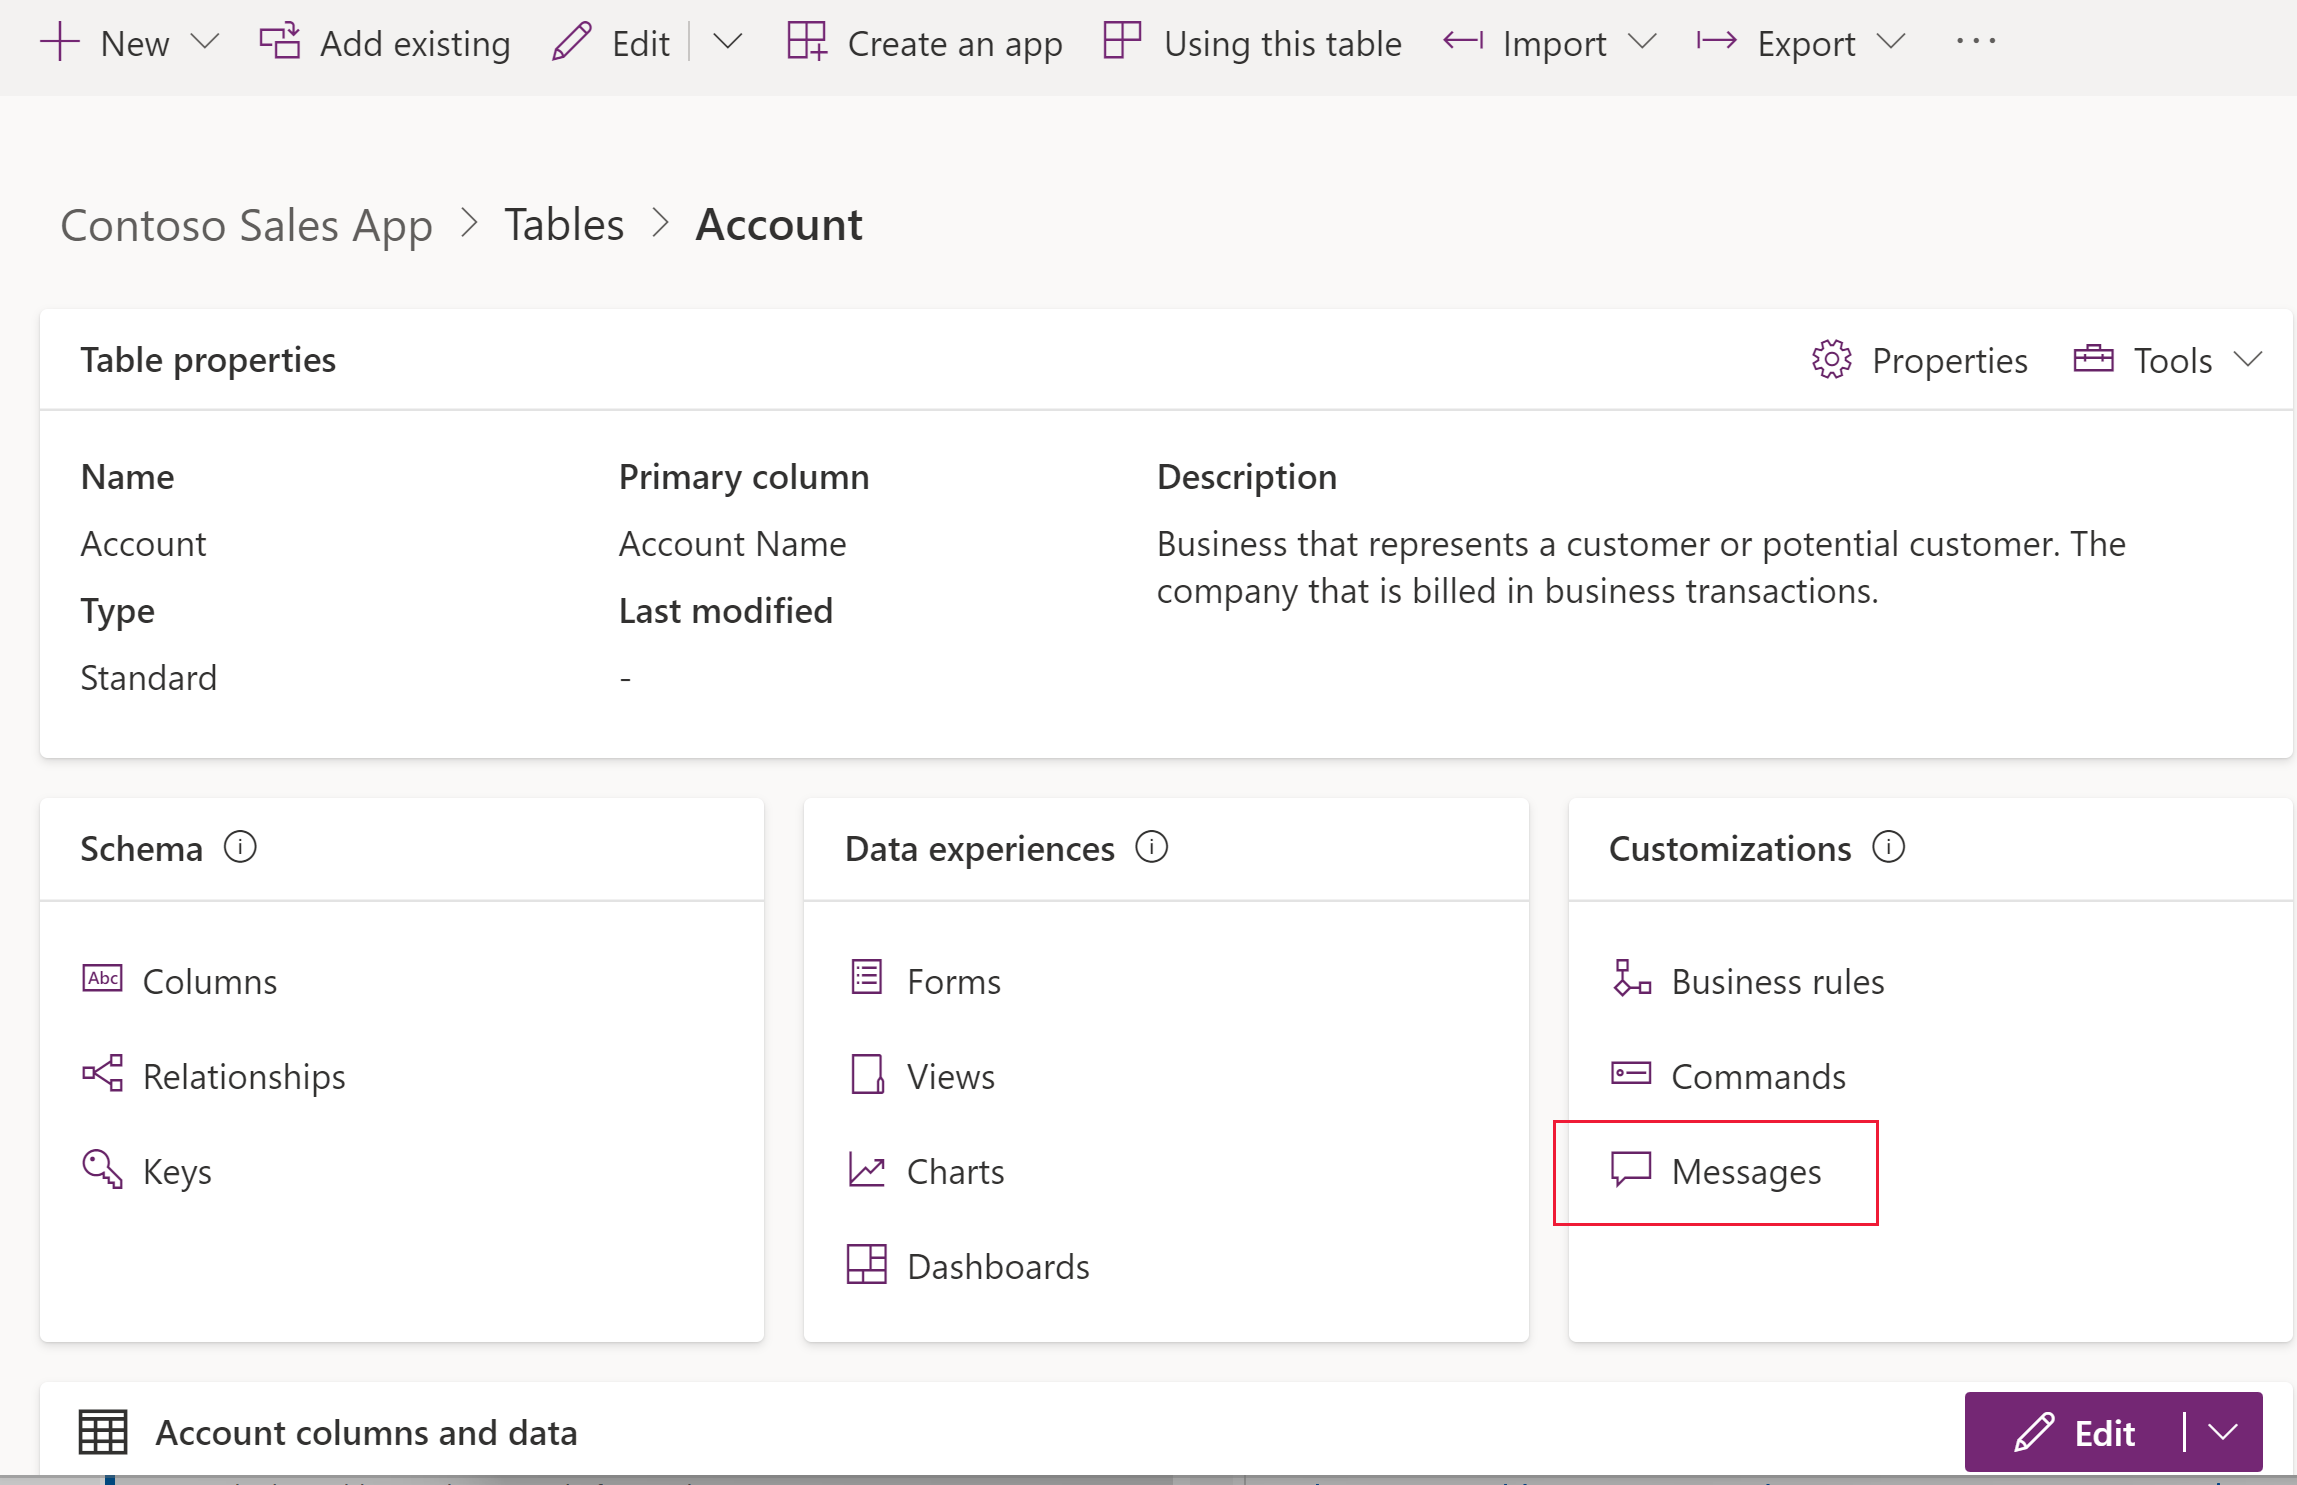 New Add existing Edit Create an app Using this table Import Export ...
Contoso Sales App > Tables > Account
Table properties Properties Tools
Name Primary column Description
Account Account Name Business that represents a customer or potential customer. The
company that is billed in business transactions.
Type Last modified
Standard -
Schema Data experiences Customizations
Abc Columns Forms Business rules
Relationships Views Commands
Keys Charts Messages
Dashboards
Account columns and data Edit